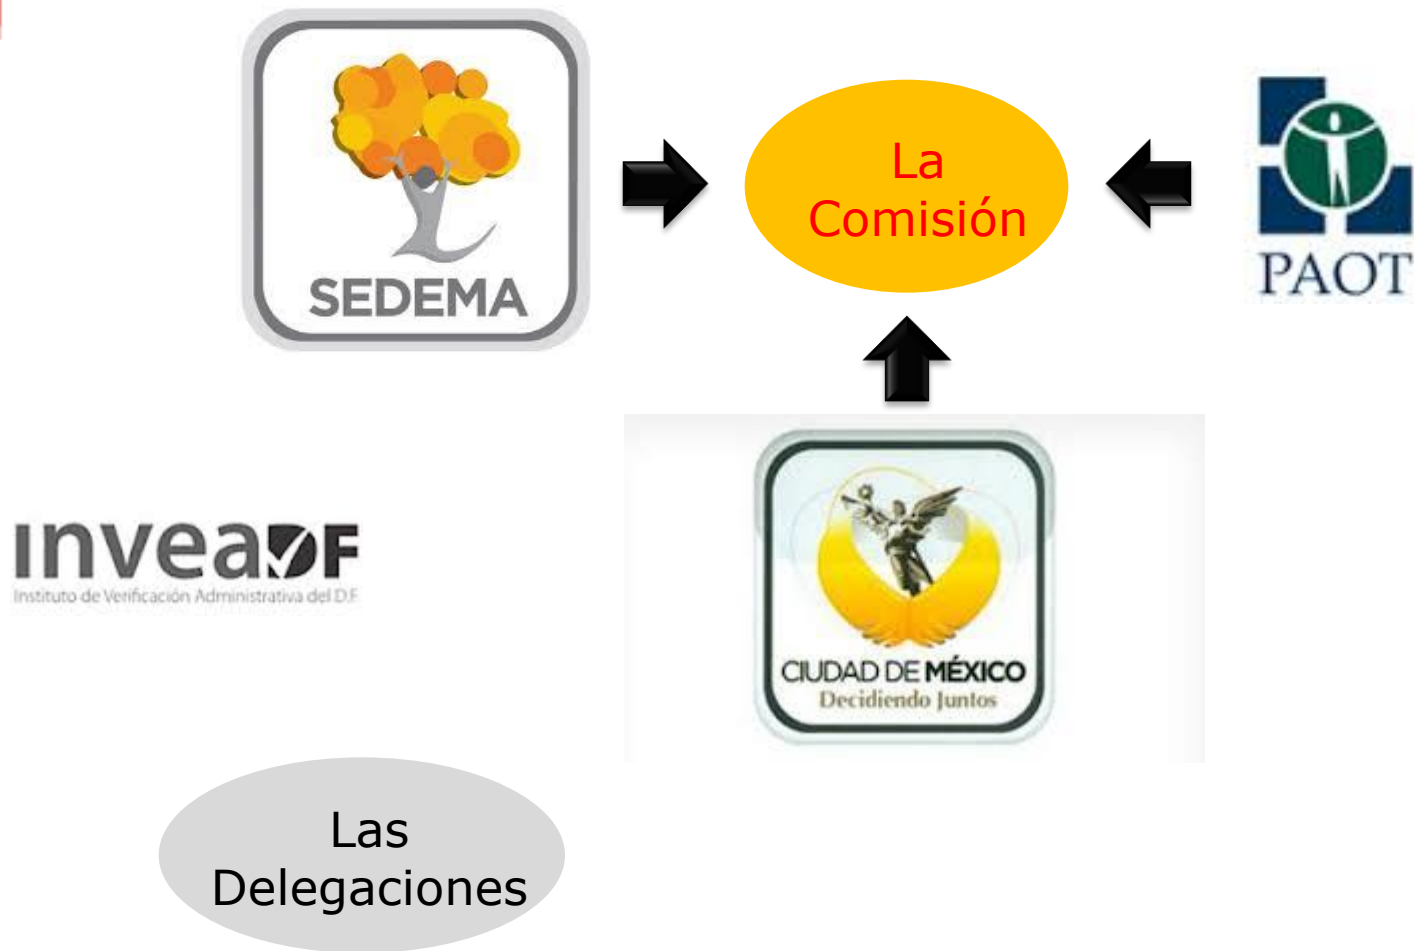 SEDEMA
La
Comisión
PAOT
inveaDF
Instituto de Verificación Administrativa del D.F.
CIUDAD DE MÉXICO
Decidiendo Juntos
Las
Delegaciones